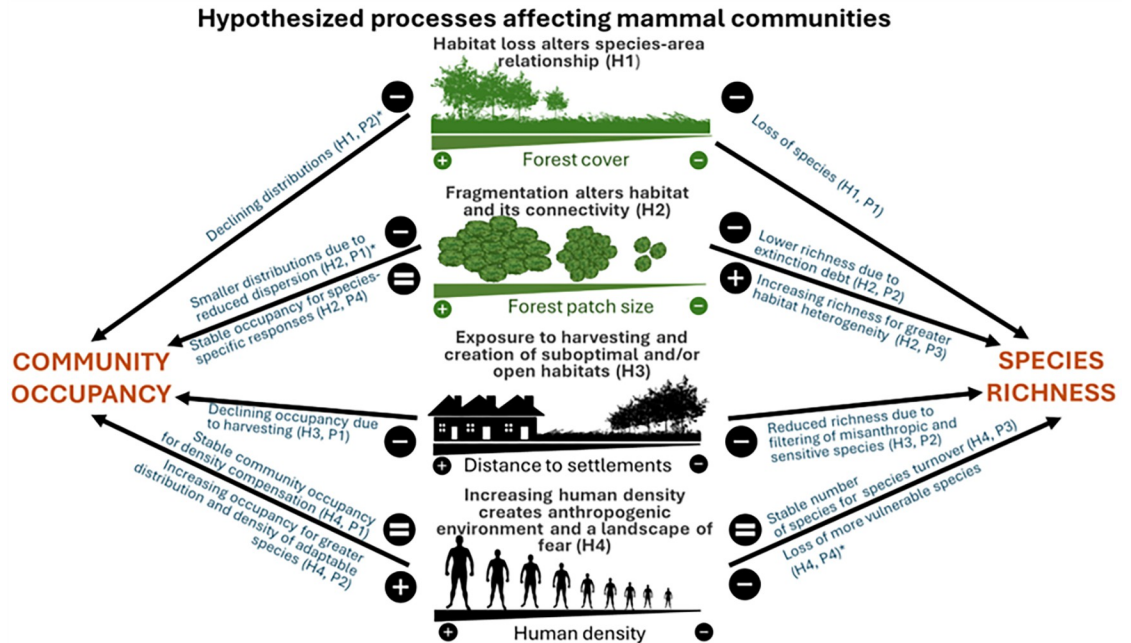 Hypothesized processes affecting mammal communities
Habitat loss alters species-area
relationship (H1)
Forest cover
Declining distributions (H1, P2)*
Loss of species (H1, P1)
Fragmentation alters habitat
and its connectivity (H2)
Forest patch size
Smaller distributions due to
reduced dispersion (H2, P1)*
Stable occupancy for species-
specific responses (H2, P4)
Lower richness due to
extinction debt (H2, P2)
Increasing richness for greater
habitat heterogeneity (H2, P3)
COMMUNITY
OCCUPANCY
SPECIES
RICHNESS
Exposure to harvesting and
creation of suboptimal and/or
open habitats (H3)
Distance to settlements
Declining occupancy due
to harvesting (H3, P1)
Reduced richness due to
filtering of misanthropic and
sensitive species (H3, P2)
Increasing human density
creates anthropogenic
environment and a landscape of
fear (H4)
Human density
Stable community occupancy
for density compensation (H4, P1)
Increasing occupancy for greater
distribution and density of adaptable
species (H4, P2)
Stable number
of species for species turnover (H4, P3)
Loss of more vulnerable species
(H4, P4)*